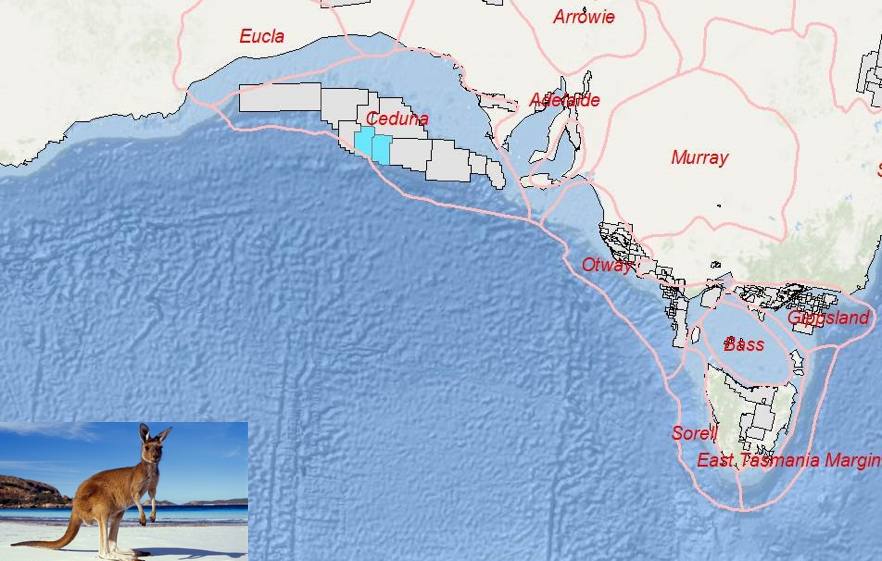 Eucla
Arrowie
Adelaide
Ceduna
Murray
S
Otway
Gippsland
Bass
Sorell
East Tasmania Margin